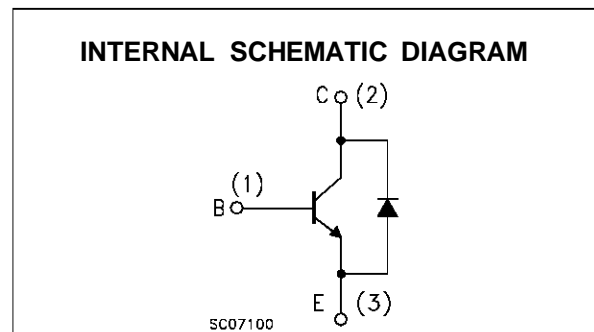 INTERNAL SCHEMATIC DIAGRAM
C (2)
(1)
B
E (3)
SC07100